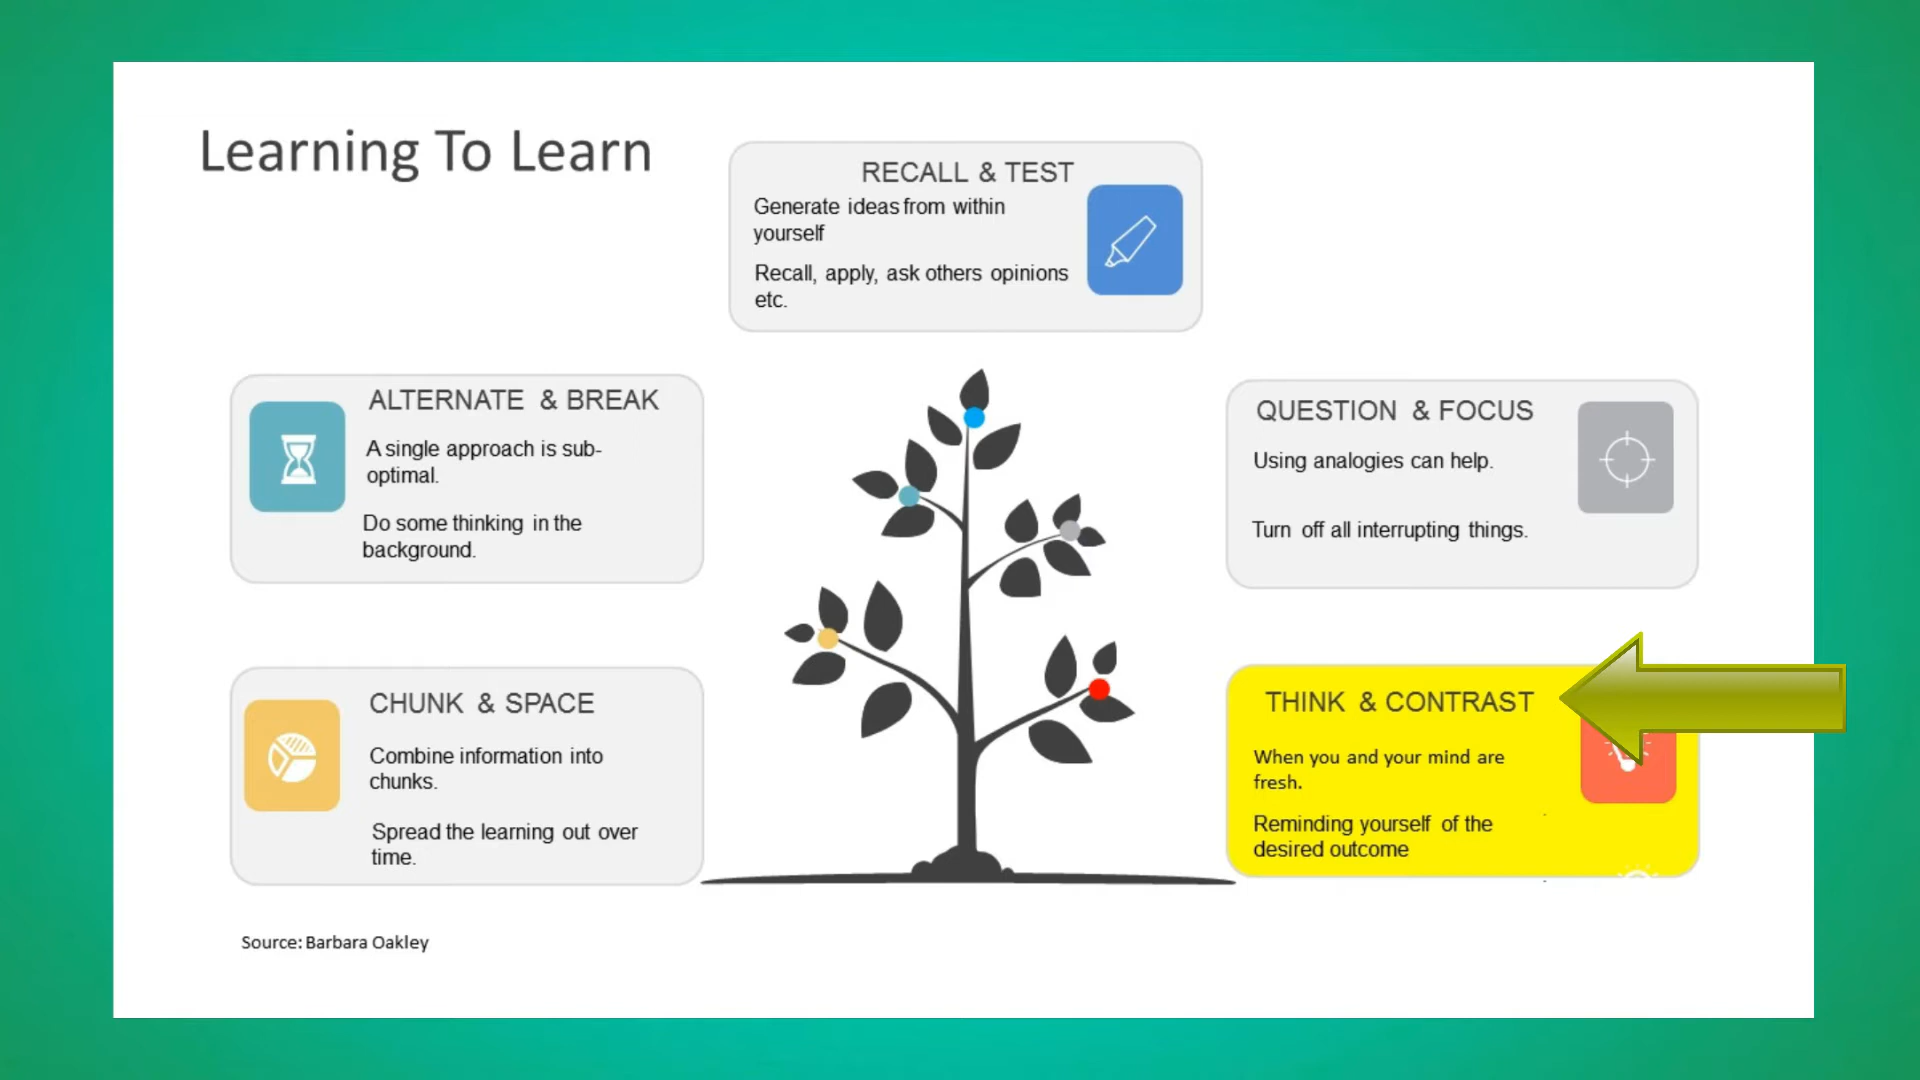 Learning To Learn
RECALL & TEST
Generate ideas from within
yourself
Recall, apply, ask others opinions
etc.
ALTERNATE & BREAK
A single approach is sub-
optimal.
Do some thinking in the
background.
QUESTION & FOCUS
Using analogies can help.
Turn off all interrupting things.
CHUNK & SPACE
Combine information into
chunks.
Spread the learning out over
time.
THINK & CONTRAST
When you and your mind are
fresh.
Reminding yourself of the
desired outcome
Source: Barbara Oakley